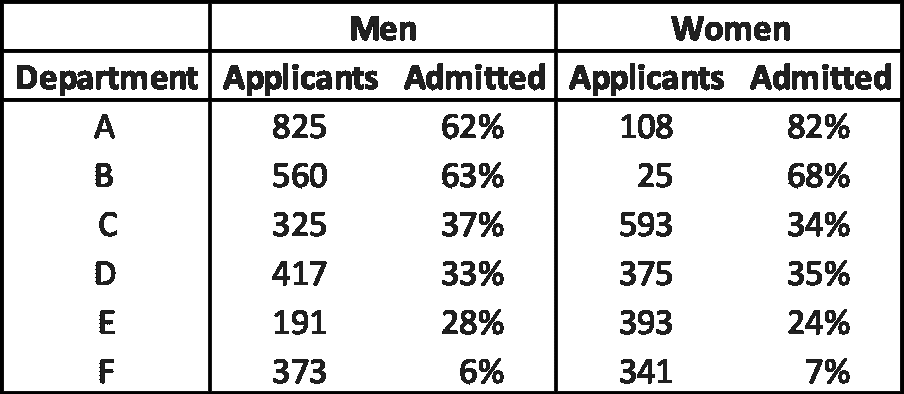 Men Women
Department Applicants Admitted Applicants Admitted
A 825 62% 108 82%
B 560 63% 25 68%
C 325 37% 593 34%
D 417 33% 375 35%
E 191 28% 393 24%
F 373 6% 341 7%